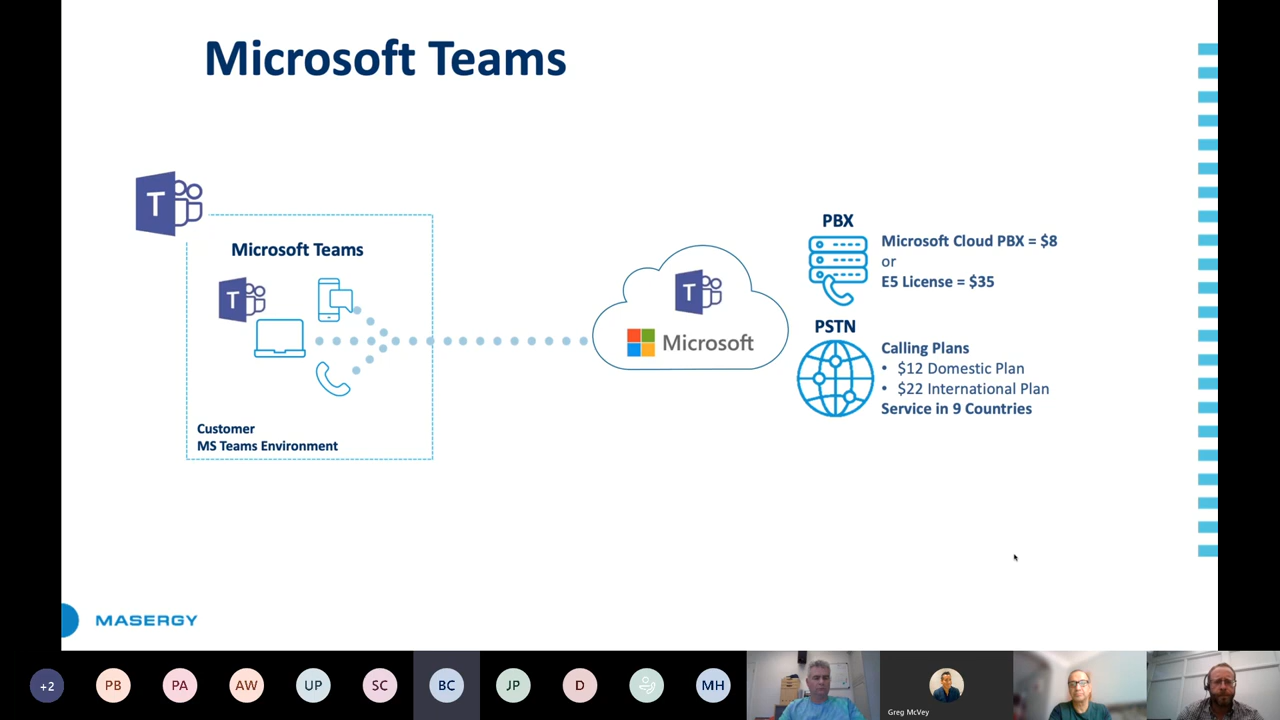 Microsoft Teams
T
Microsoft Teams
T
Customer
MS Teams Environment
T
Microsoft
PBX
Microsoft Cloud PBX = $8
or
E5 License = $35
PSTN
Calling Plans
• $12 Domestic Plan
• $22 International Plan
Service in 9 Countries
MASERGY
+2
PB
PA
AW
UP
SC
BC
JP
D
MH
Greg McVey